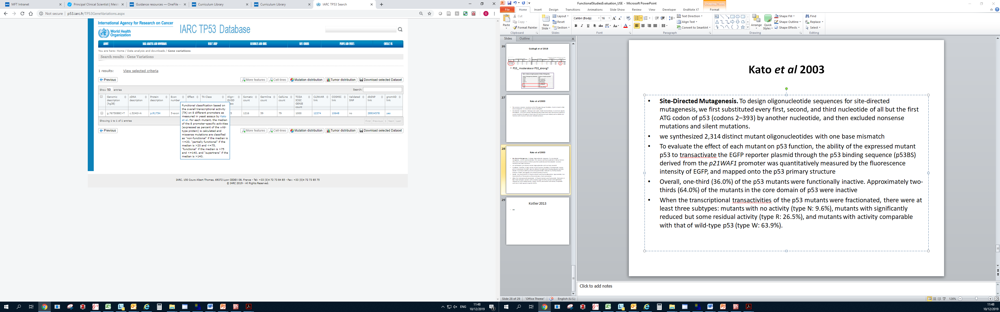 MFT Intranet
Principal Clinical Scientist | Meist
Guidance resources — OneFile —
Curriculum Library
Curriculum Library
IARC TP53 Search
Not secure | p53.iarc.fr/TP53GeneVariations.aspx
International Agency for Research on Cancer
World Health
Organization
IARC TP53 Database
ABOUT DATA ANALYSIS AND DOWNLOADS USER'S HELP RESOURCES AND LINKS REFS CORNER PEOPLE AND EVENTS CONTACT US
You are here: Home / Data analysis and downloads / Gene variations
Search results - Gene Variations
1 results: View selected criteria
Previous More features Cell-lines Mutation distribution Tumor distribution Download selected Dataset
Show 50 entries Search:
Genomic description (hg38) cDNA description Protein description Exon number Effect TA Class Align-GVGD Somatic count Germline count CellLine count TCGA ICGC GENIE count CLINVAR link COSMIC link Validated SNP dbSNP link gnomAD link
g.7675088C>T c.524G>A p.R175H 5-exon 1216 59 79 1000 12374 10648 no 28934578 yes
Functional classification based on
the overall transcriptional activity
(TA) on 8 different promoters as
measured in yeast assays by Kato
et al. For each mutant, the median
of the 8 promoter-specific activities
(expressed as percent of the wild-
type protein) is calculated and
missense mutations are classified
as "non-functional" if the median is
<=20, "partially functional" if the
median is >20 and <=75,
"functional" if the median is >75
and <=140, and "supertrans" if the
median is >140.
Showing 1 to 1 of 1 entries First Previous 1 Next Last
Previous More features Cell-lines Mutation distribution Tumor distribution Download selected Dataset
IARC, 150 Cours Albert Thomas, 69372 Lyon CEDEX 08, France - Tel: +33 (0)4 72 73 84 85 - Fax: +33 (0)4 72 73 85 75
© IARC 2019 - All Rights Reserved.
ENG 11:48
10/12/2019
FunctionalStudiesEvaluation_USE - Microsoft PowerPoint
Drawing Tools
File Home Insert Design Transitions Animations Slide Show Review View Developer EndNote X7 Format
Paste Cut Copy Format Painter Clipboard
New Slide Layout Reset Section Slides
Calibri (Body) 16 Font
Text Direction Align Text Convert to SmartArt Paragraph
Arrange Quick Styles Shape Fill Shape Outline Shape Effects Drawing
Find Replace Select Editing
Slides Outline
26
Guidugli et al 2018
• PS3_moderate or PS3_strong?
27
Kato et al 2003
28
Kato et al 2003
29
Kotler 2013
Kato et al 2003
• Site-Directed Mutagenesis. To design oligonucleotide sequences for site-directed
mutagenesis, we first substituted every first, second, and third nucleotide of all but the first
ATG codon of p53 (codons 2–393) by another nucleotide, and then excluded nonsense
mutations and silent mutations.
• we synthesized 2,314 distinct mutant oligonucleotides with one base mismatch
• To evaluate the effect of each mutant on p53 function, the ability of the expressed mutant
p53 to transactivate the EGFP reporter plasmid through the p53 binding sequence (p53BS)
derived from the p21WAF1 promoter was quantitatively measured by the fluorescence
intensity of EGFP, and mapped onto the p53 primary structure
• Overall, one-third (36.0%) of the p53 mutants were functionally inactive. Approximately two-
thirds (64.0%) of the mutants in the core domain of p53 were inactive
• When the transcriptional transactivities of the p53 mutants were fractionated, there were at
least three subtypes: mutants with no activity (type N: 9.6%), mutants with significantly
reduced but some residual activity (type R: 26.5%), and mutants with activity comparable
with that of wild-type p53 (type W: 63.9%).
Click to add notes
Slide 28 of 29 "Office Theme" English (U.S.) 126%
11:48
10/12/2019